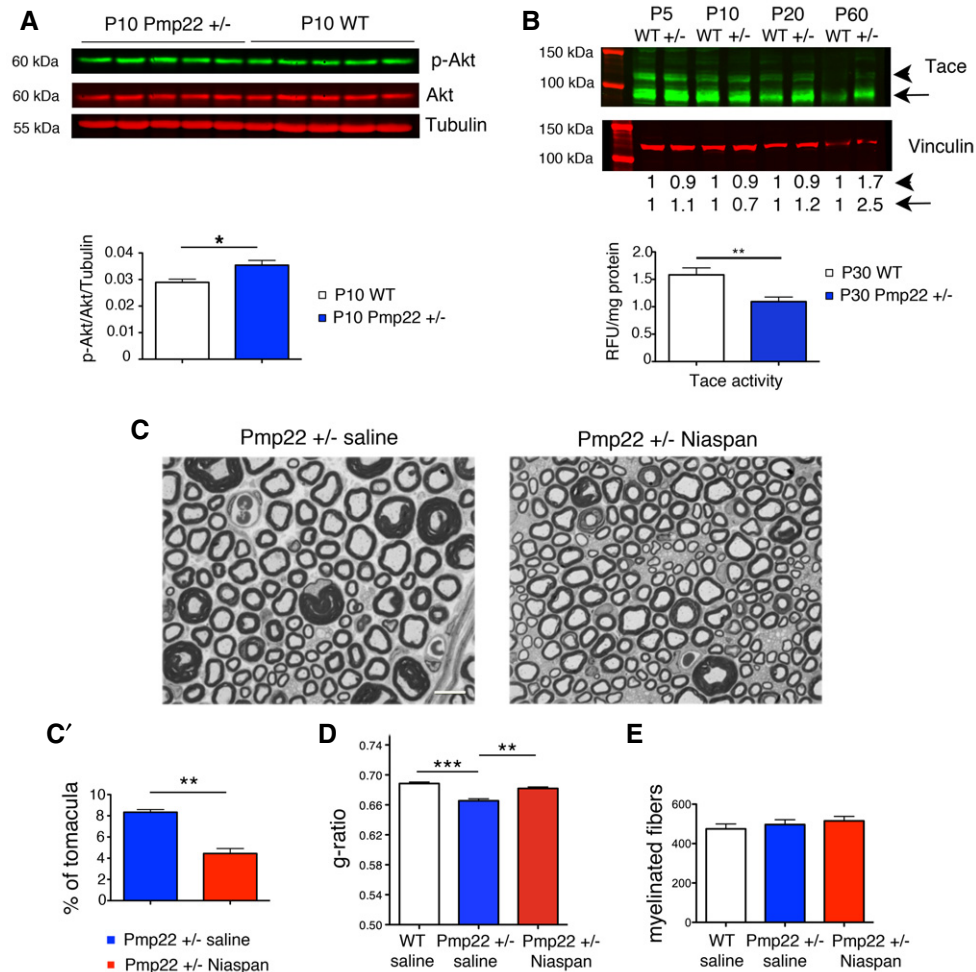 A
P10 Pmp22 +/- P10 WT
60 kDa p-Akt
60 kDa Akt
55 kDa Tubulin
*
0.04
0.03
0.02
0.01
0
p-Akt/Akt/Tubulin
P10 WT
P10 Pmp22 +/-
B
P5 P10 P20 P60
WT +/- WT +/- WT +/- WT +/-
150 kDa
Tace
100 kDa
150 kDa
Vinculin
100 kDa
1 0.9 1 0.9 1 0.9 1 1.7
1 1.1 1 0.7 1 1.2 1 2.5
**
2.0
1.5
1.0
0.5
0
RFU/mg protein
Tace activity
P30 WT
P30 Pmp22 +/-
C
Pmp22 +/- saline Pmp22 +/- Niaspan
C′
**
10
8
6
4
2
0
% of tomacula
Pmp22 +/- saline
Pmp22 +/- Niaspan
D
*** **
0.74
0.70
0.66
0.62
0.58
0.54
0.50
g-ratio
WT Pmp22 +/- Pmp22 +/-
saline saline Niaspan
E
600
400
200
0
myelinated fibers
WT Pmp22 +/- Pmp22 +/-
saline saline Niaspan